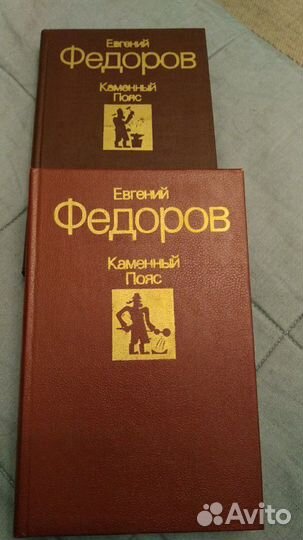 Евгений
Федоров
Каменный
Пояс
Евгений
Федоров
Каменный
Пояс
Avito